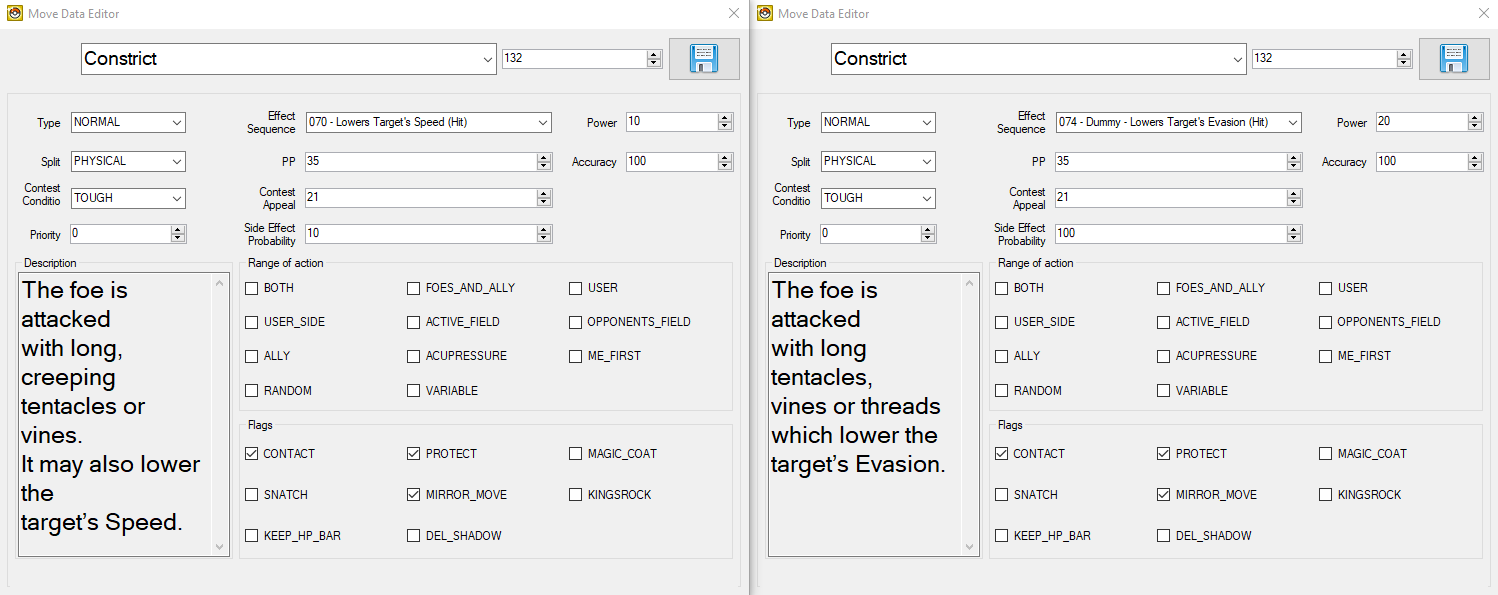 Move Data Editor
Constrict
132
Type
NORMAL
Effect
Sequence
070 - Lowers Target's Speed (Hit)
Power
10
Split
PHYSICAL
PP
35
Accuracy
100
Contest
Conditio
TOUGH
Contest
Appeal
21
Priority
0
Side Effect
Probability
10
Description
The foe is
attacked
with long,
creeping
tentacles or
vines.
It may also lower
the
target's Speed.
Range of action
BOTH
FOES_AND_ALLY
USER
USER_SIDE
ACTIVE_FIELD
OPPONENTS_FIELD
ALLY
ACUPRESSURE
ME_FIRST
RANDOM
VARIABLE
Flags
CONTACT
PROTECT
MAGIC_COAT
SNATCH
MIRROR_MOVE
KINGSROCK
KEEP_HP_BAR
DEL_SHADOW
Move Data Editor
Constrict
132
Type
NORMAL
Effect
Sequence
074 - Dummy - Lowers Target's Evasion (Hit)
Power
20
Split
PHYSICAL
PP
35
Accuracy
100
Contest
Conditio
TOUGH
Contest
Appeal
21
Priority
0
Side Effect
Probability
100
Description
The foe is
attacked
with long
tentacles,
vines or threads
which lower the
target's Evasion.
Range of action
BOTH
FOES_AND_ALLY
USER
USER_SIDE
ACTIVE_FIELD
OPPONENTS_FIELD
ALLY
ACUPRESSURE
ME_FIRST
RANDOM
VARIABLE
Flags
CONTACT
PROTECT
MAGIC_COAT
SNATCH
MIRROR_MOVE
KINGSROCK
KEEP_HP_BAR
DEL_SHADOW